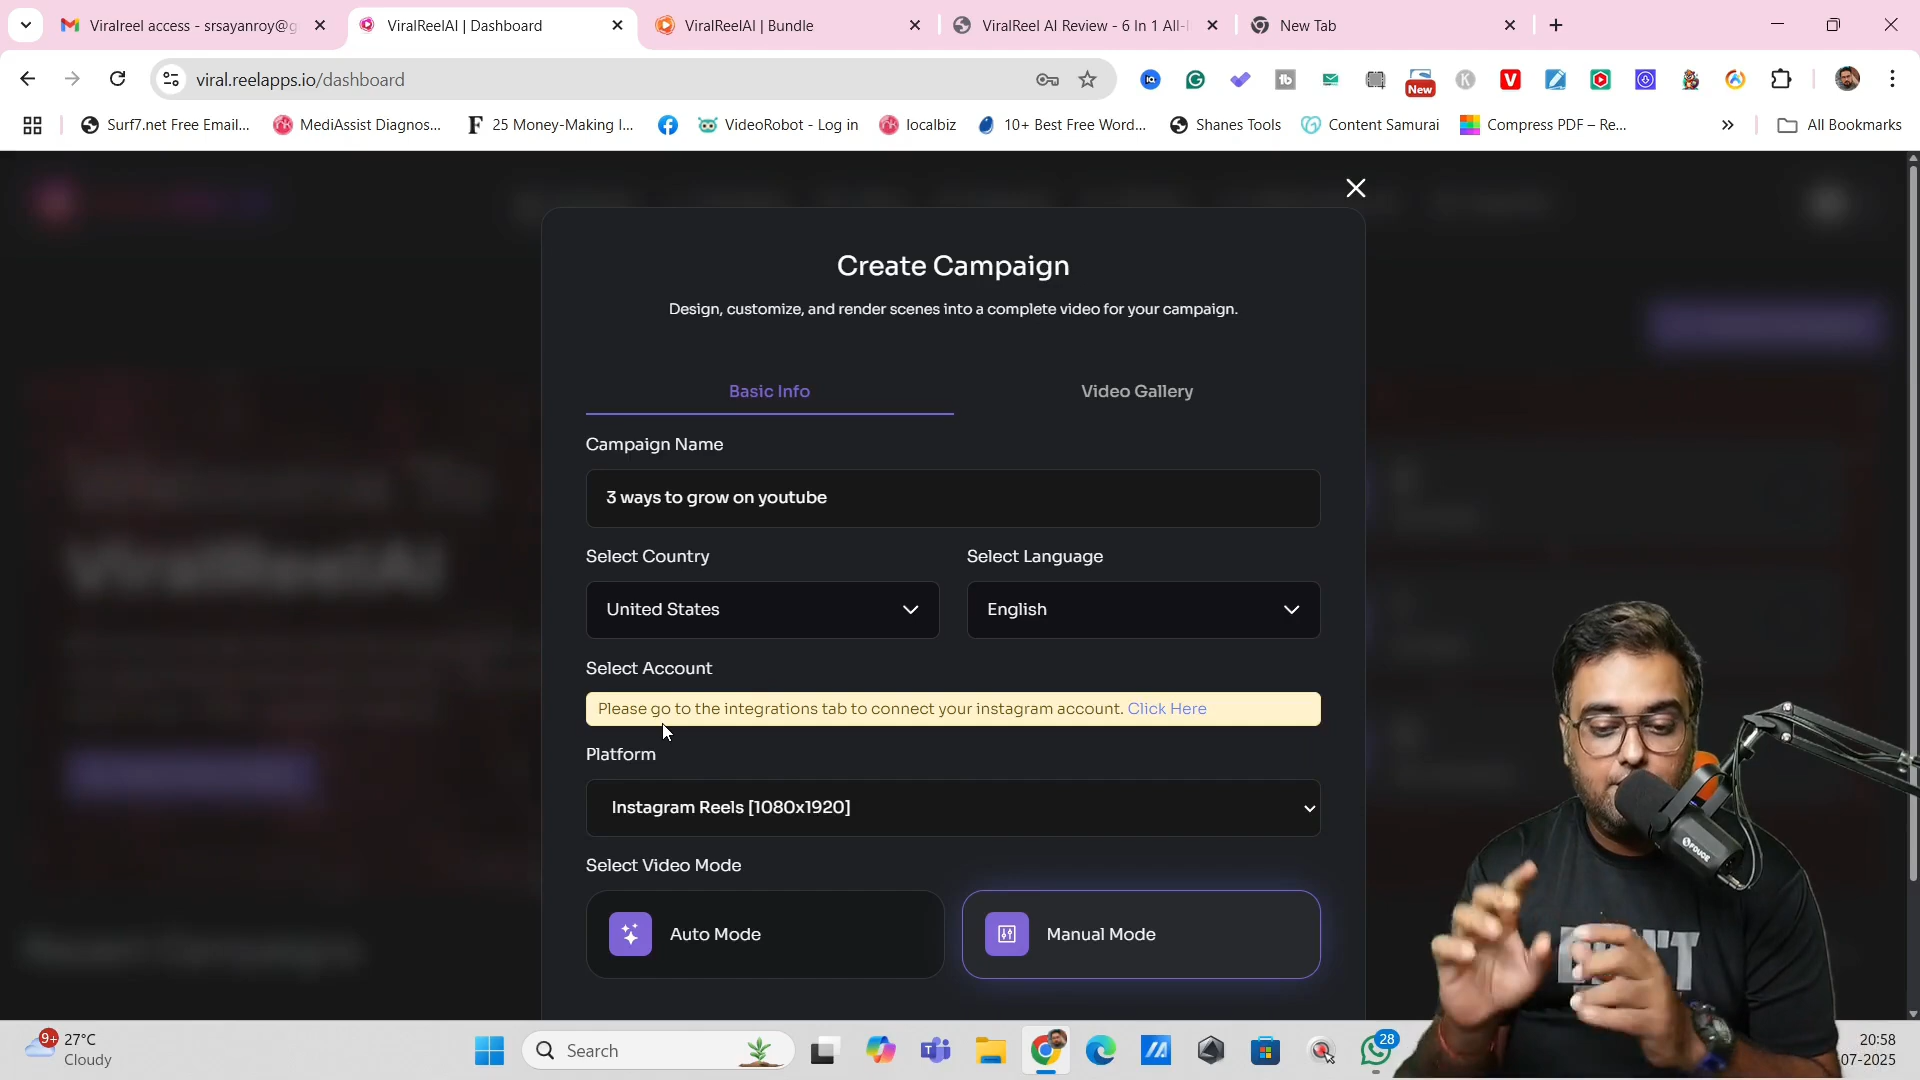 Viralreel access - srsayanroy@g
ViralReelAI | Dashboard
ViralReelAI | Bundle
ViralReel AI Review - 6 In 1 All-
New Tab
viral.reelapps.io/dashboard
New
Surf7.net Free Email...
MediAssist Diagnos...
25 Money-Making I...
VideoRobot - Log in
localbiz
10+ Best Free Word...
Shanes Tools
Content Samurai
Compress PDF – Re...
All Bookmarks
Create Campaign
Design, customize, and render scenes into a complete video for your campaign.
Basic Info
Video Gallery
Campaign Name
3 ways to grow on youtube
Select Country
Select Language
United States
English
Select Account
Please go to the integrations tab to connect your instagram account. Click Here
Platform
Instagram Reels [1080x1920]
Select Video Mode
Auto Mode
Manual Mode
Welcome To
ViralReelAI
Recent Campaigns
FDUCE
9+
27°C
Cloudy
Search
28
20:58
07-2025